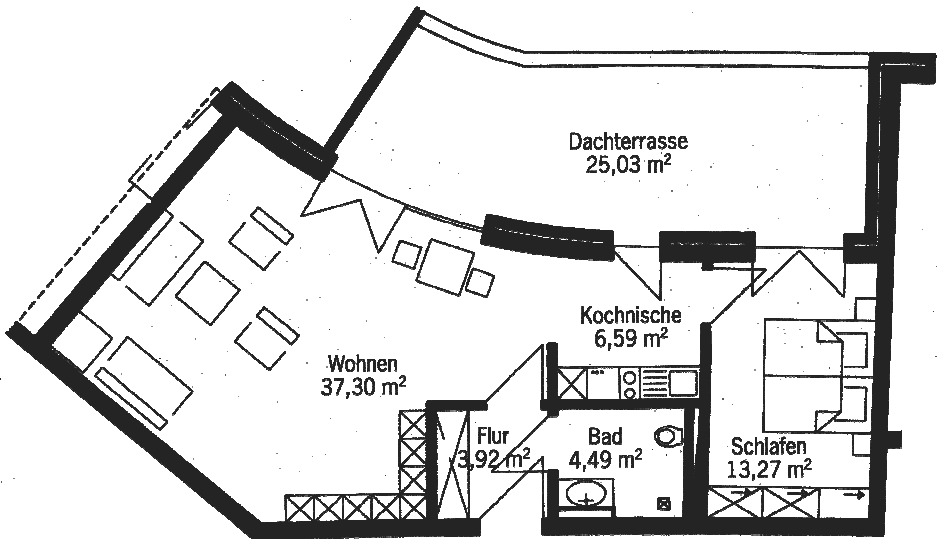 Dachterrasse
25,03 m²
Kochnische
6,59 m²
Wohnen
37,30 m²
Flur
3,92 m²
Bad
4,49 m²
Schlafen
13,27 m²